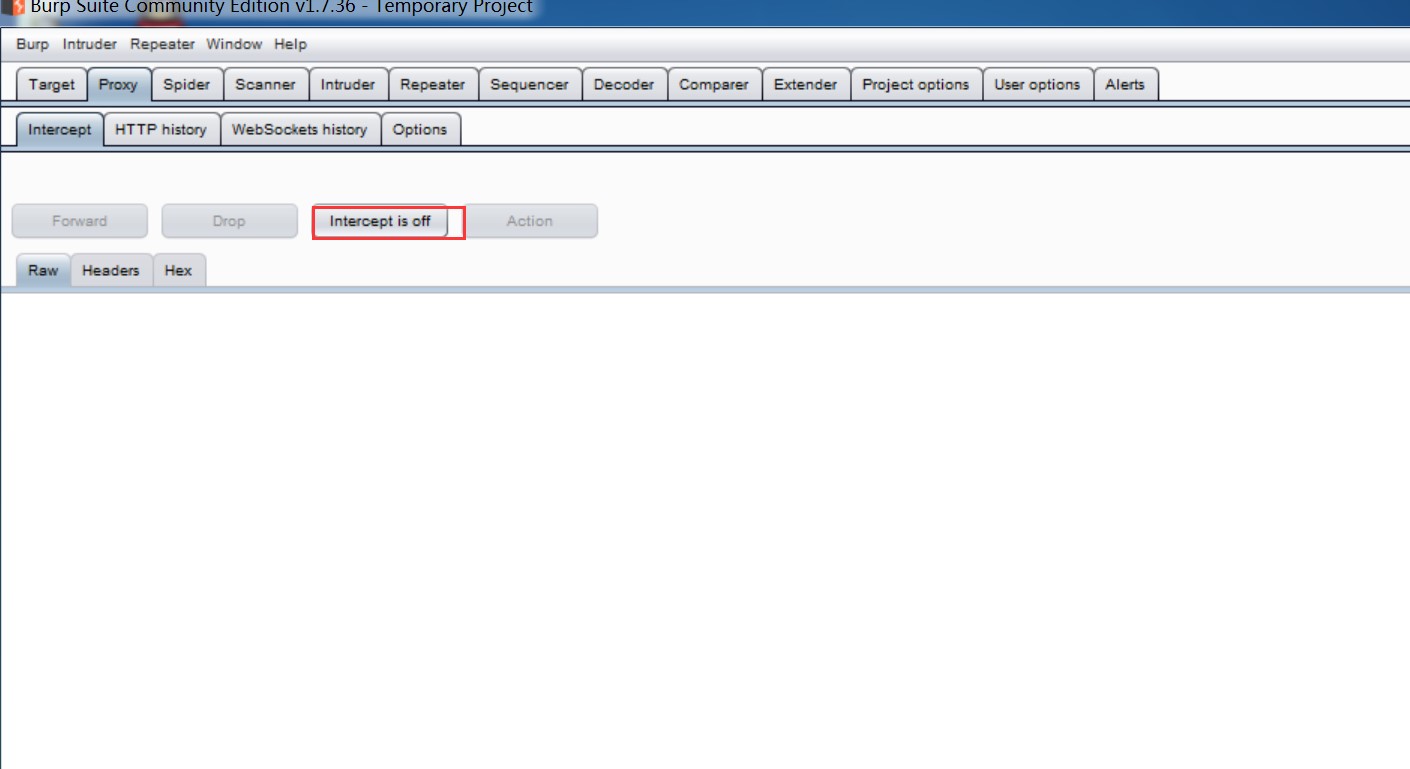 Burp Suite Community Edition v1.7.36 - Temporary Project
Burp Intruder Repeater Window Help
Target Proxy Spider Scanner Intruder Repeater Sequencer Decoder Comparer Extender Project options User options Alerts
Intercept HTTP history WebSockets history Options
Forward Drop Intercept is off Action
Raw Headers Hex